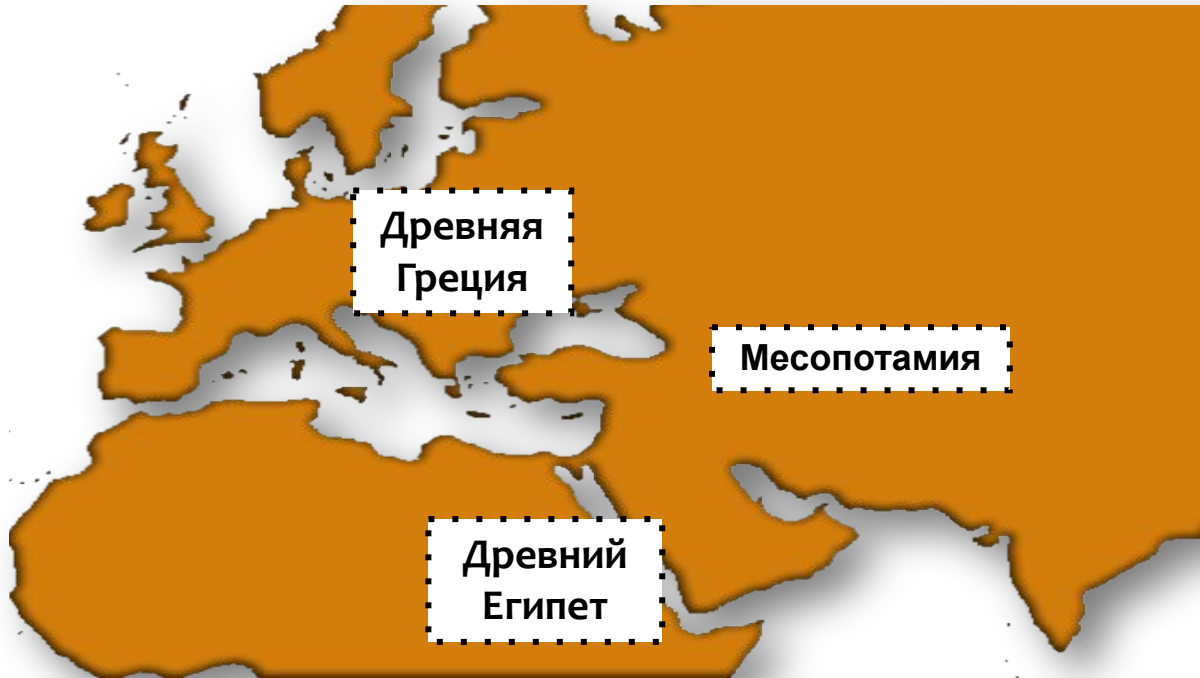 Древняя
Греция
Месопотамия
Древний
Египет